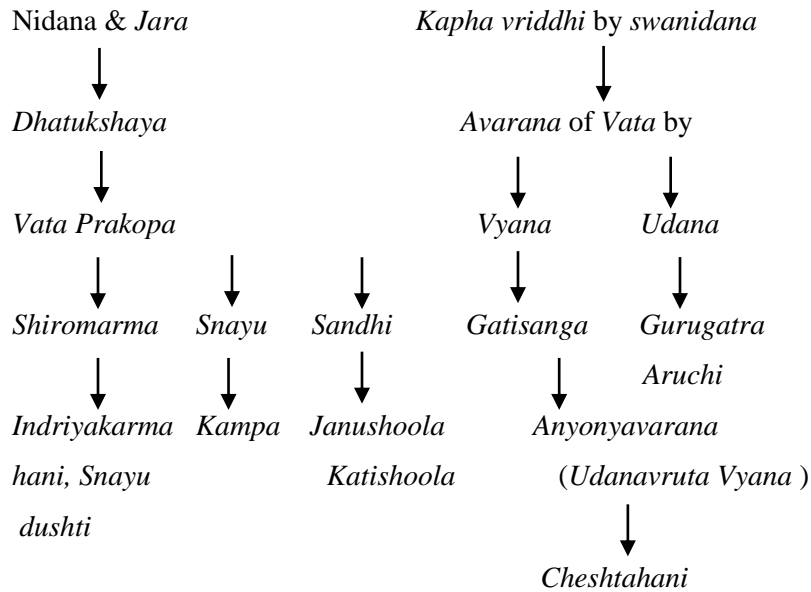 Nidana & Jara Kapha vriddhi by swanidana
Dhatukshaya Avarana of Vata by
Vata Prakopa Vyana Udana
Shiromarma Snayu Sandhi Gatisanga Gurugatra
Aruchi
Indriyakarma Kampa Janushoola Anyonyavarana
hani, Snayu Katishoola (Udanavruta Vyana )
dushti
Cheshtahani